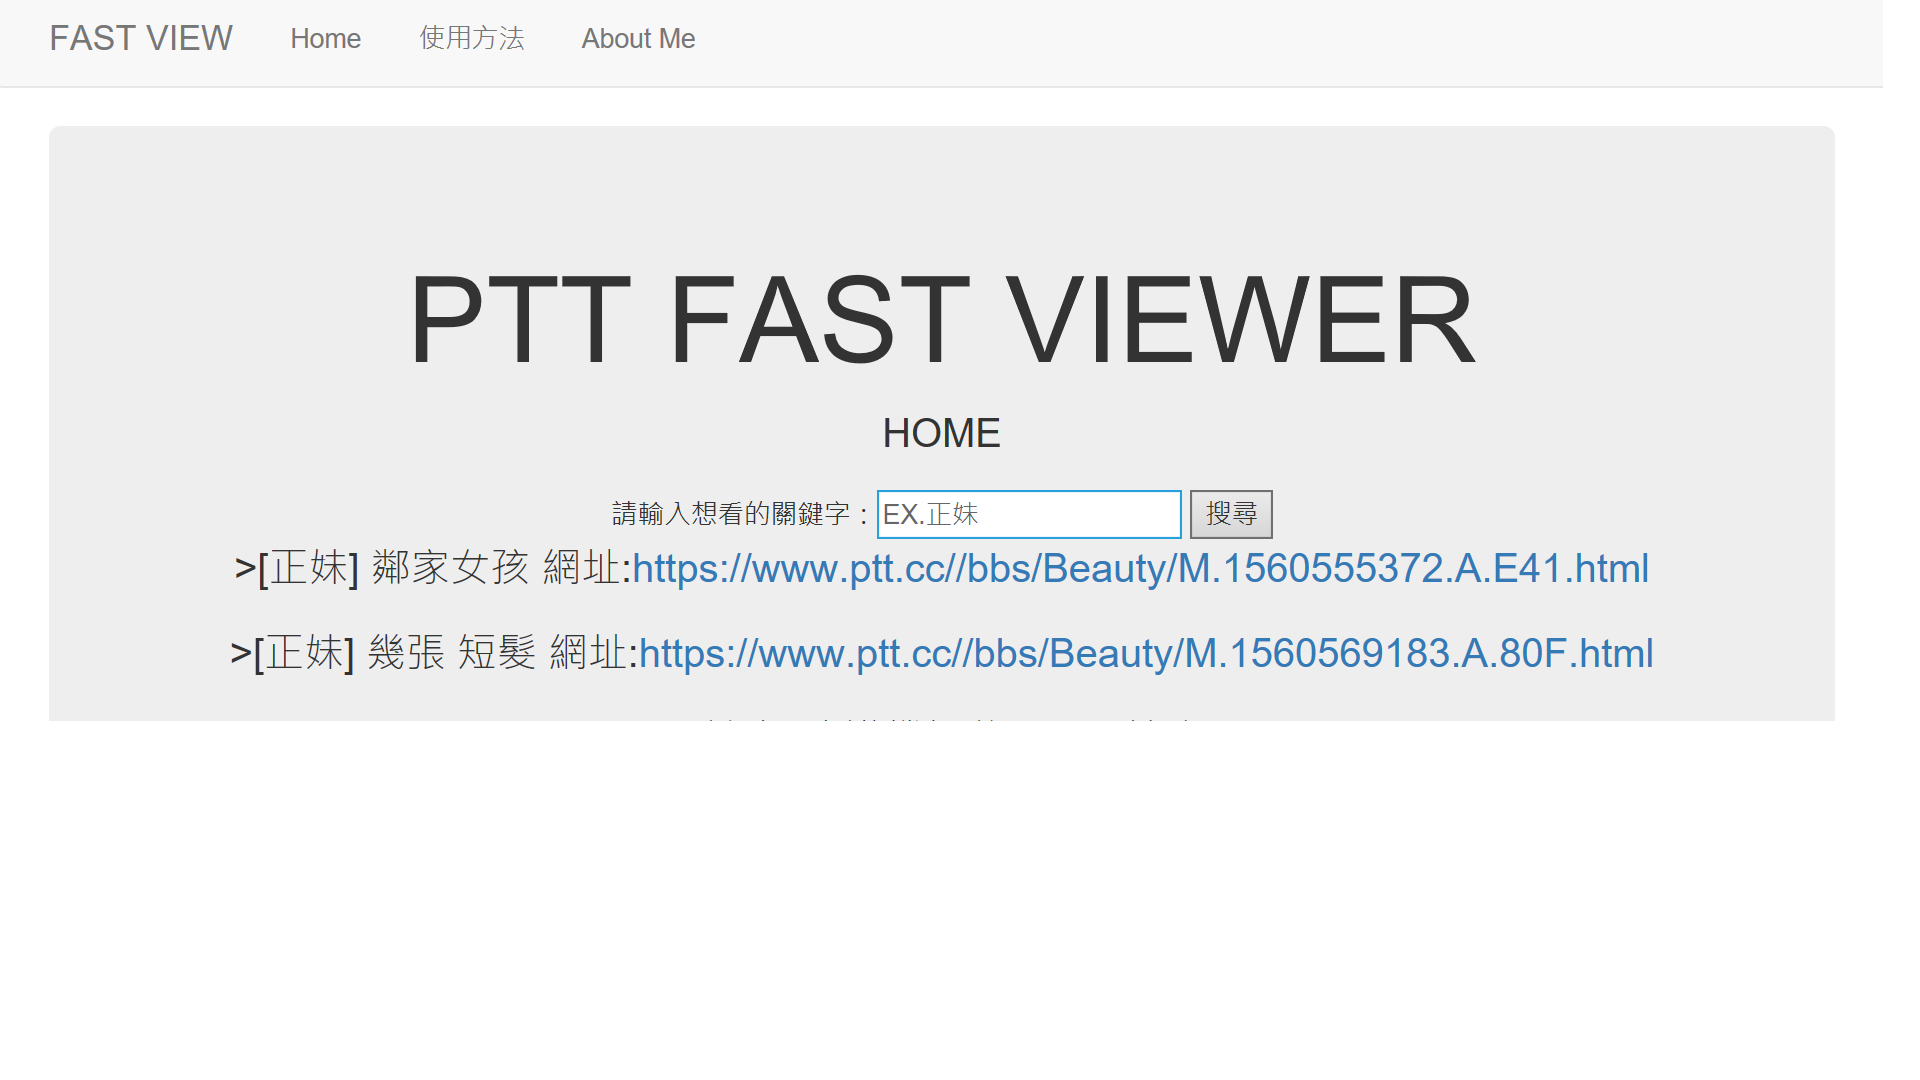 FAST VIEW Home 使用方法 About Me
PTT FAST VIEWER
HOME
請輸入想看的關鍵字：EX.正妹 搜尋
>[正妹] 鄰家女孩 網址:https://www.ptt.cc//bbs/Beauty/M.1560555372.A.E41.html
>[正妹] 幾張 短髮 網址:https://www.ptt.cc//bbs/Beauty/M.1560569183.A.80F.html